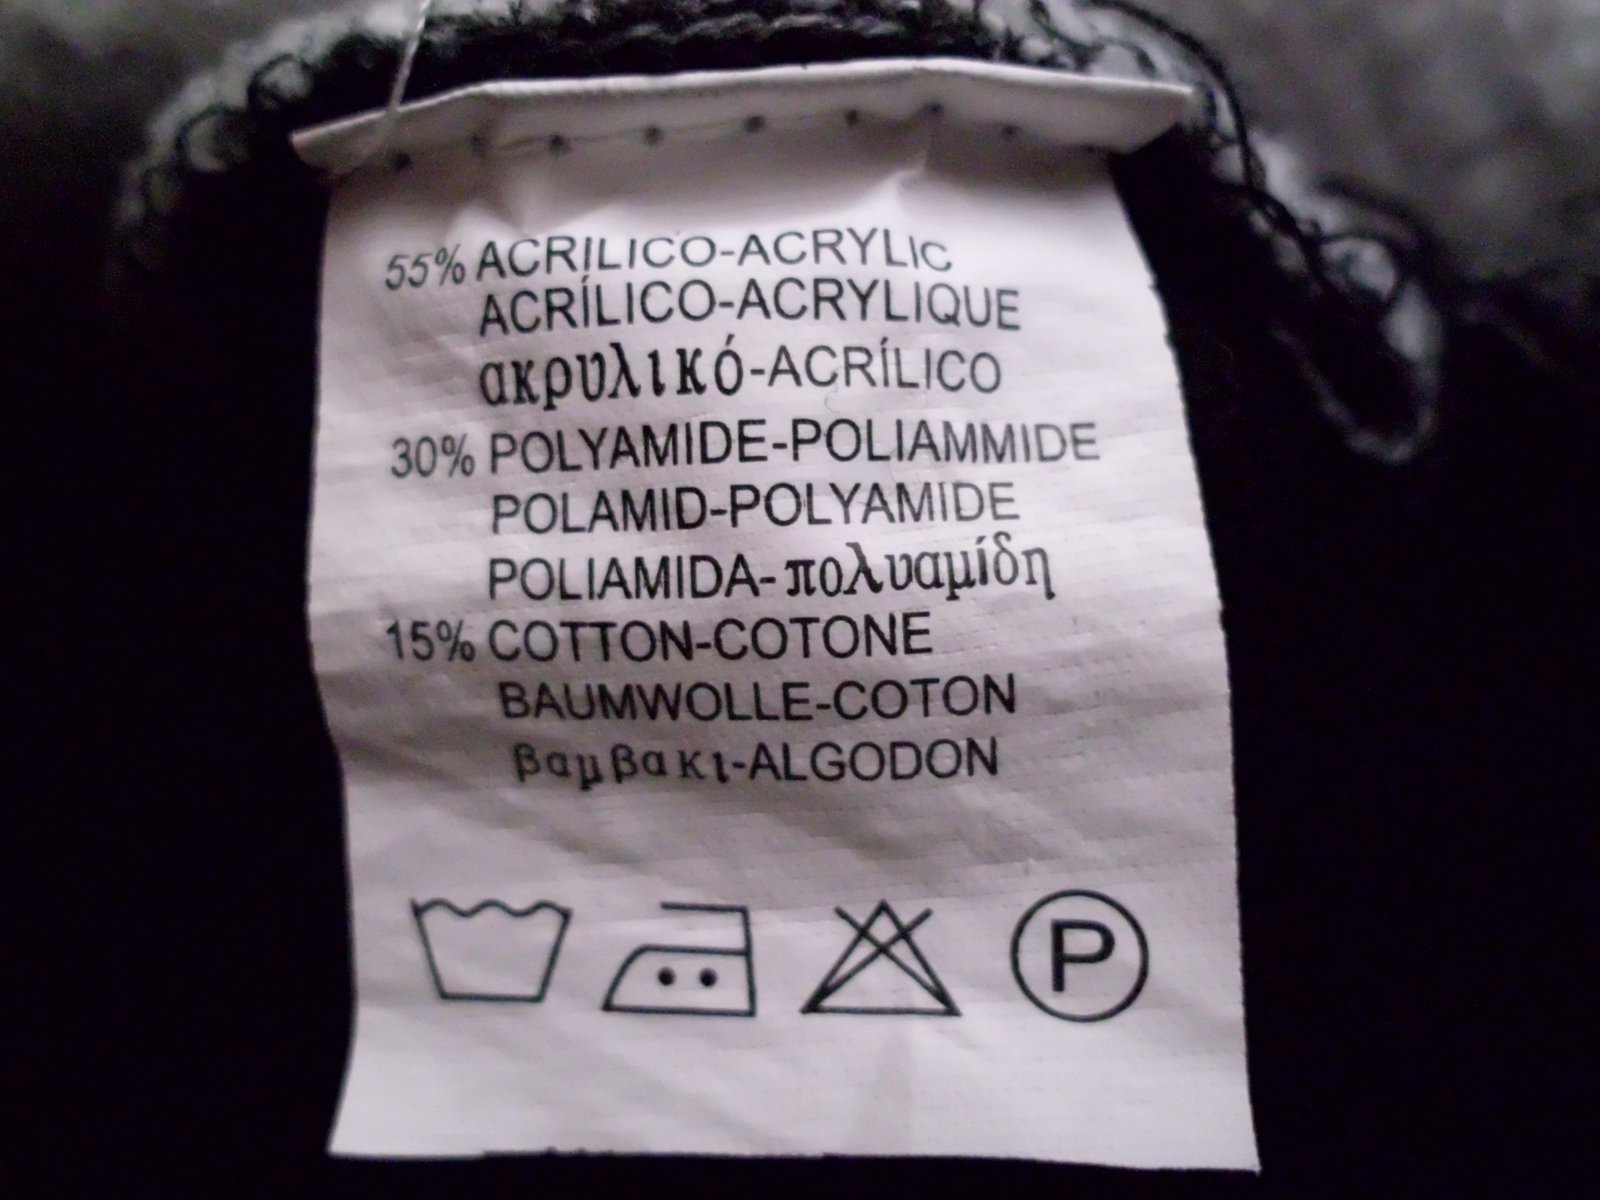 55% ACRILICO-ACRYLIC
ACRÍLICO-ACRYLIQUE
ακρυλικό-ACRÍLICO
30% POLYAMIDE-POLIAMMIDE
POLAMID-POLYAMIDE
POLIAMIDA-πολυαμίδη
15% COTTON-COTONE
BAUMWOLLE-COTON
βαμβακι-ALGODON
P